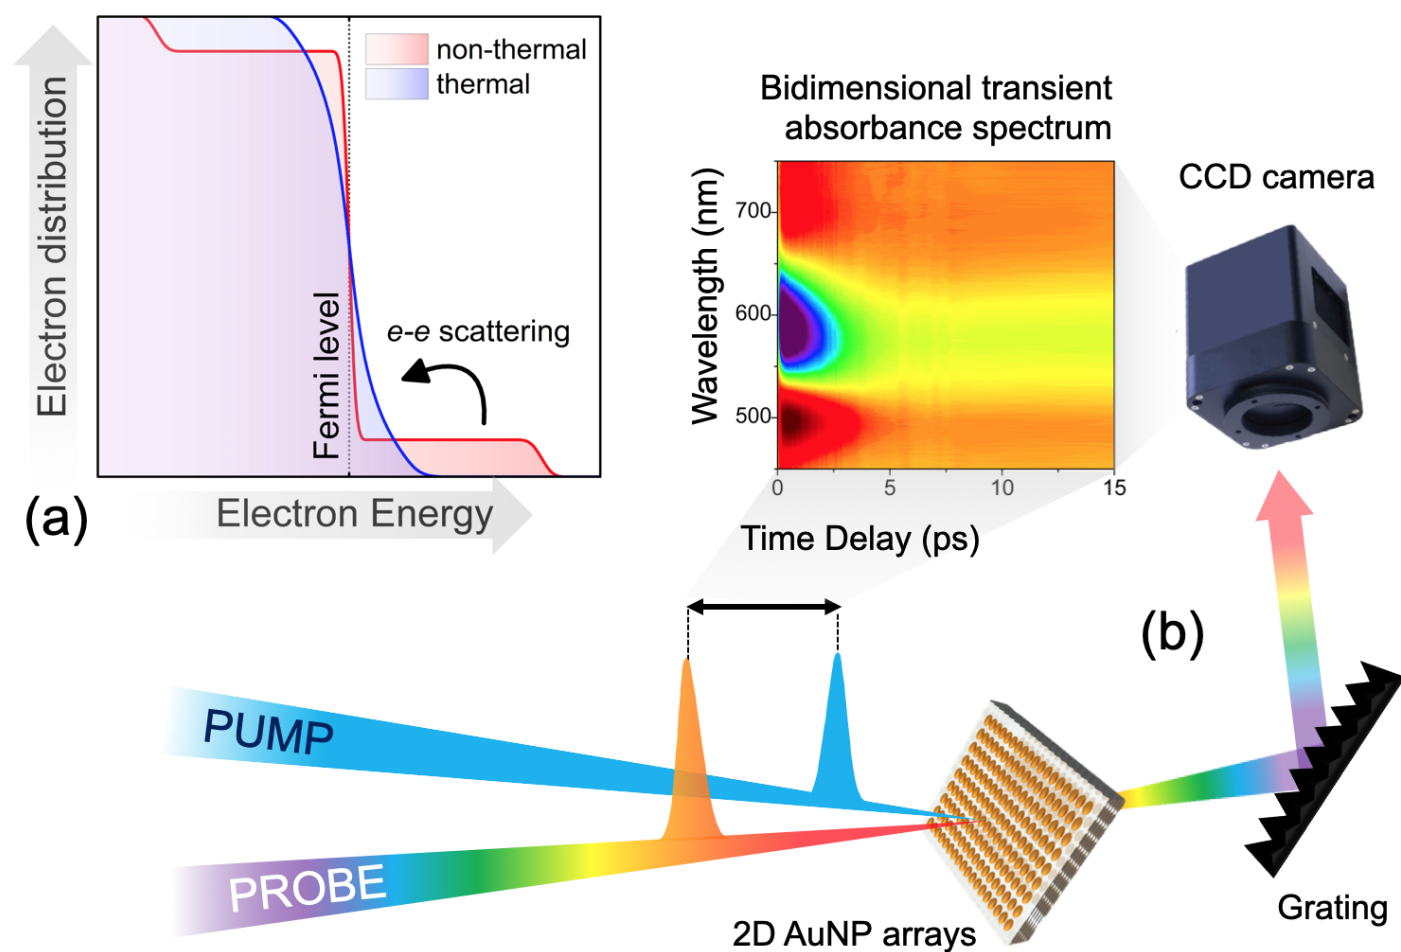 Electron distribution
non-thermal
thermal
Fermi level
e-e scattering
Electron Energy
(a)
Bidimensional transient
absorbance spectrum
Wavelength (nm)
700
600
500
0
5
10
15
Time Delay (ps)
CCD camera
(b)
PUMP
PROBE
2D AuNP arrays
Grating